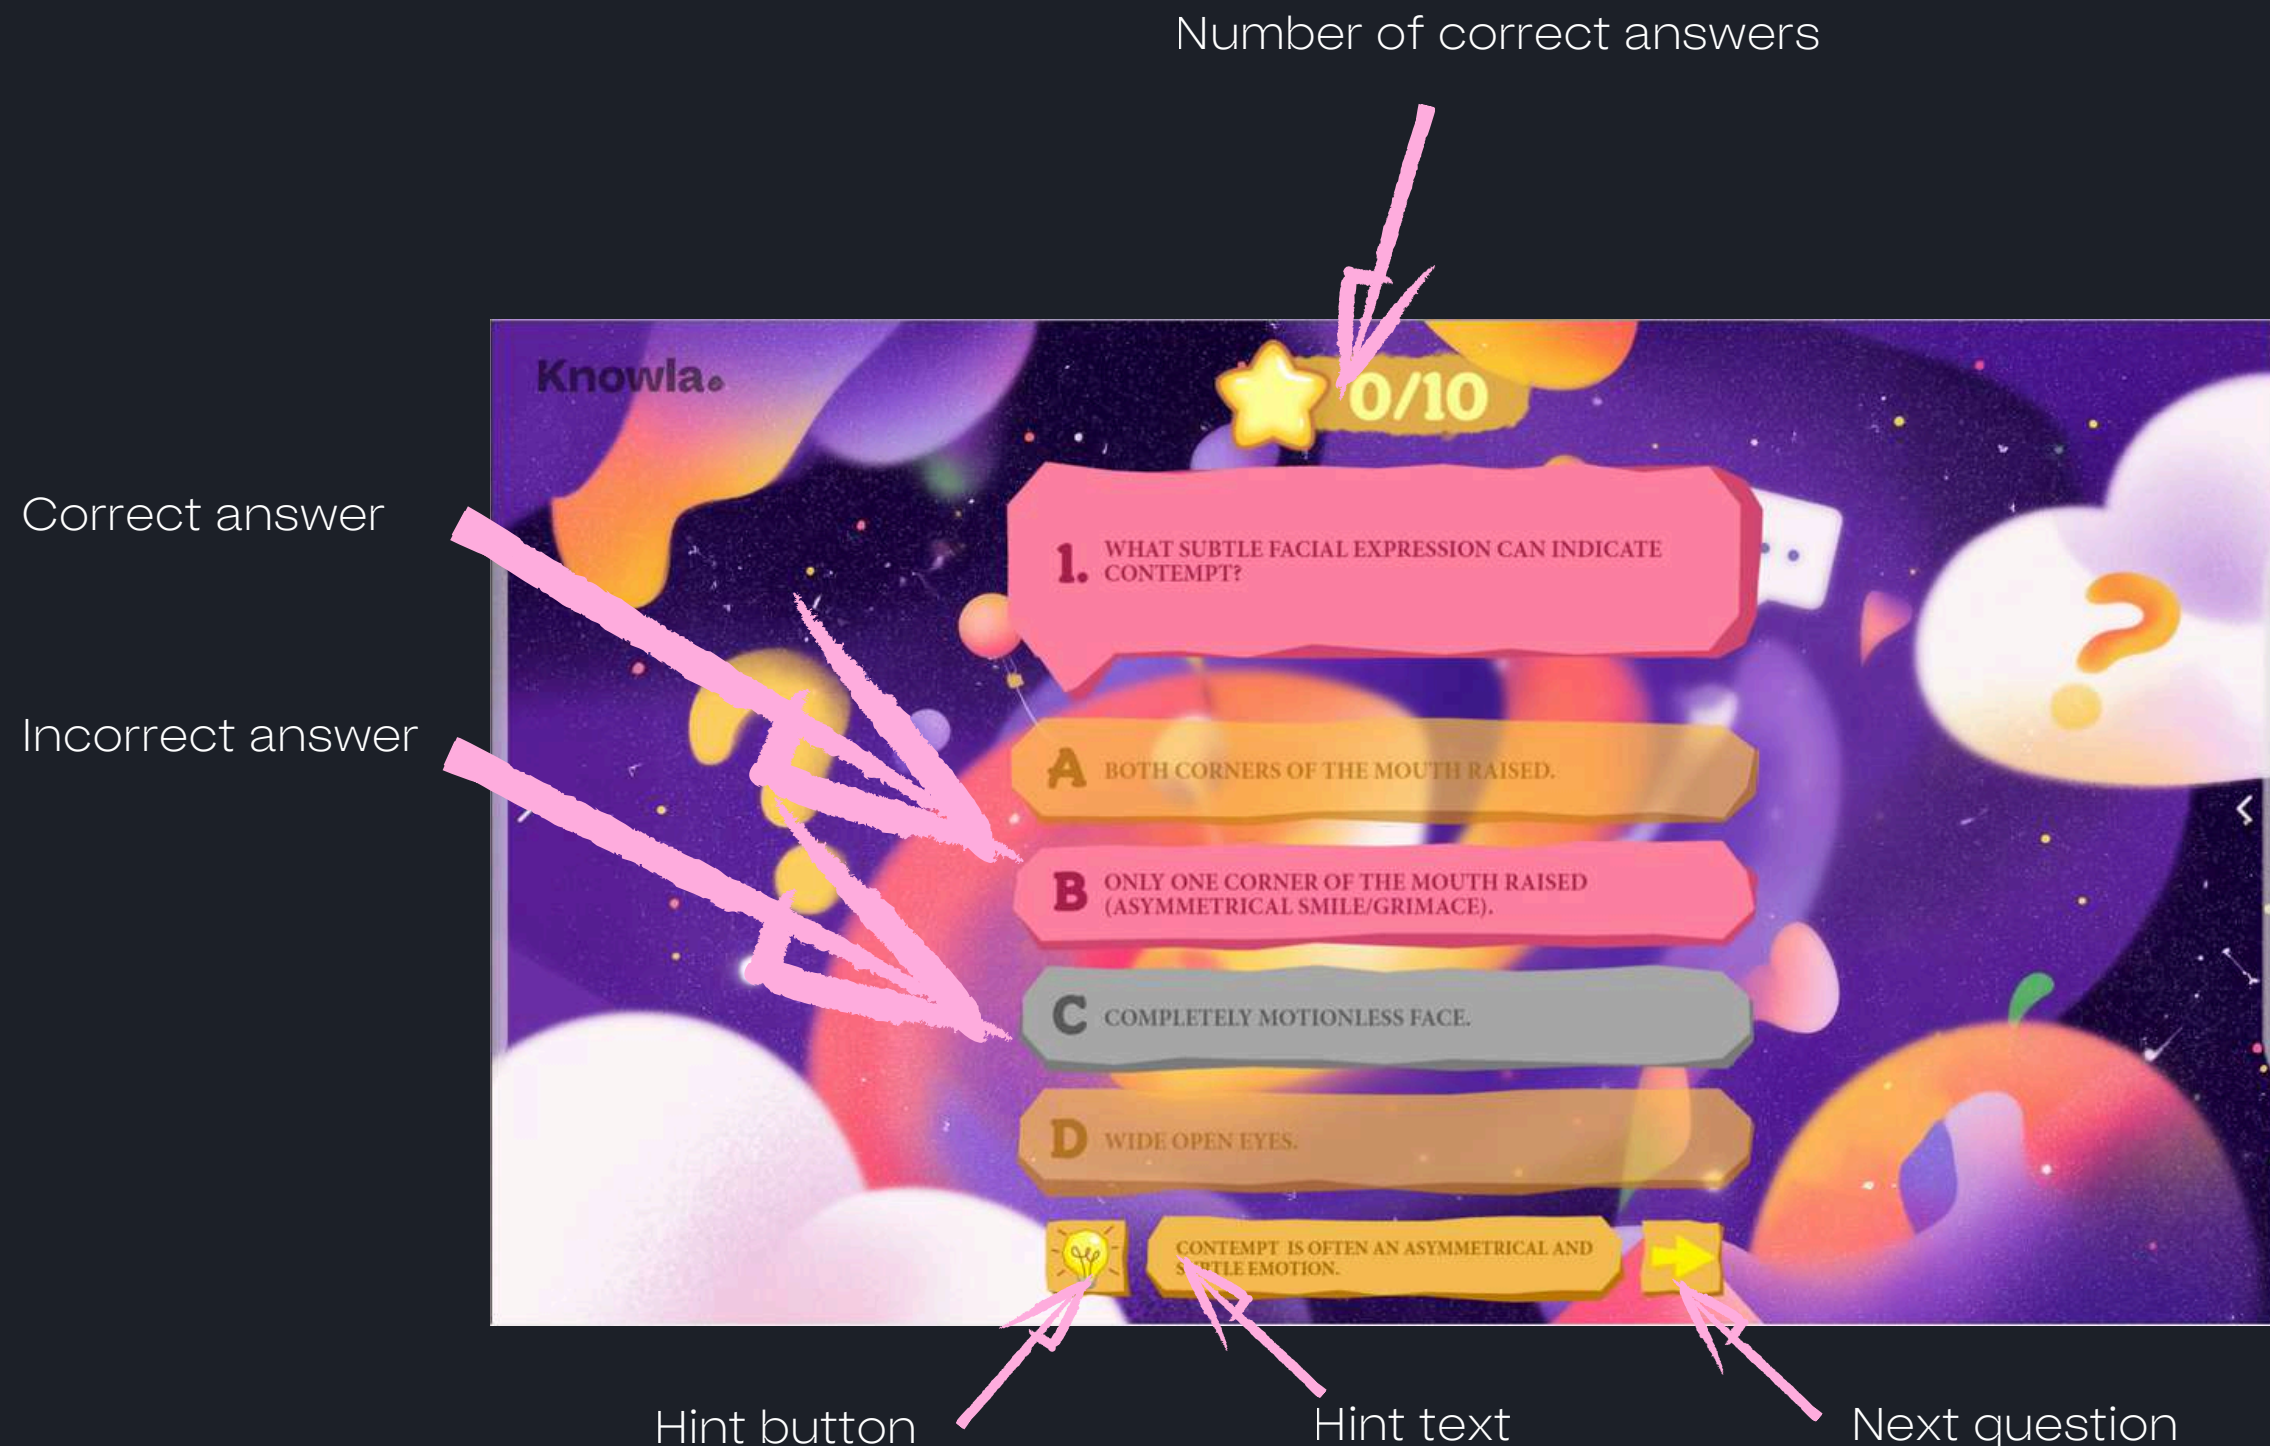 Number of correct answers
Knowla.
0/10
Correct answer
1. WHAT SUBTLE FACIAL EXPRESSION CAN INDICATE
CONTEMPT?
Incorrect answer
A BOTH CORNERS OF THE MOUTH RAISED.
B ONLY ONE CORNER OF THE MOUTH RAISED
(ASYMMETRICAL SMILE/GRIMACE).
C COMPLETELY MOTIONLESS FACE.
D WIDE OPEN EYES.
CONTEMPT IS OFTEN AN ASYMMETRICAL AND
SUBTLE EMOTION.
Hint button
Hint text
Next question